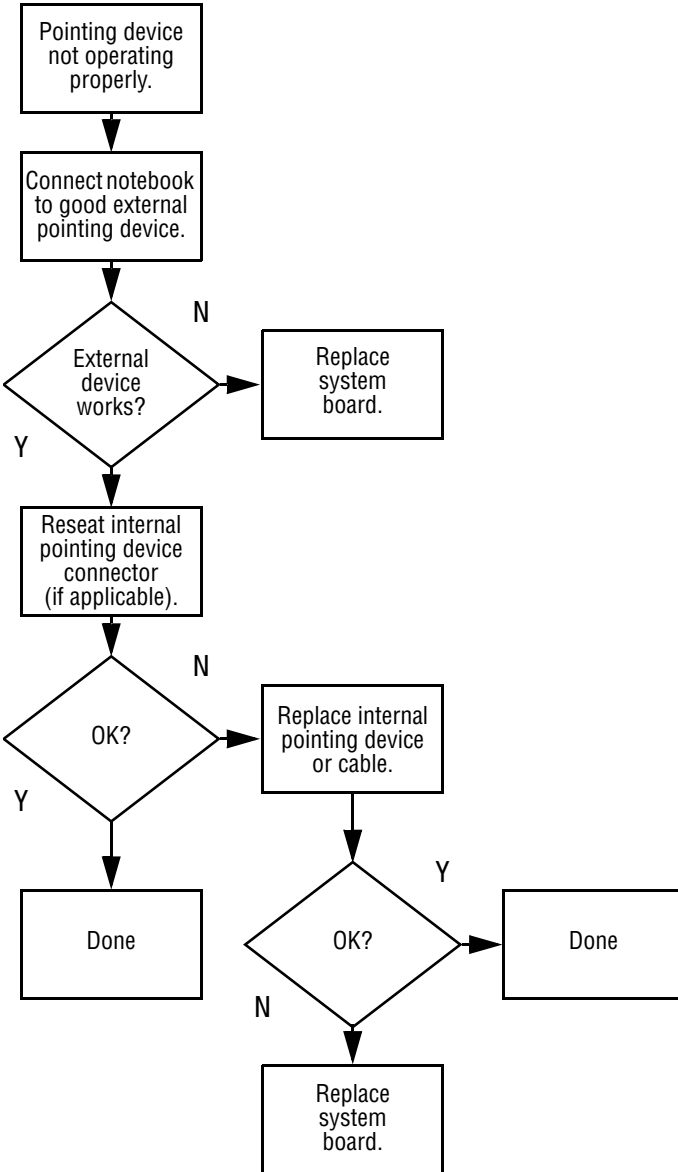 Pointing device
not operating
properly.
Connect notebook
to good external
pointing device.
N
External
device
works?
Replace
system
board.
Y
Reseat internal
pointing device
connector
(if applicable).
N
OK?
Replace internal
pointing device
or cable.
Y
Y
Done
OK?
Done
N
Replace
system
board.